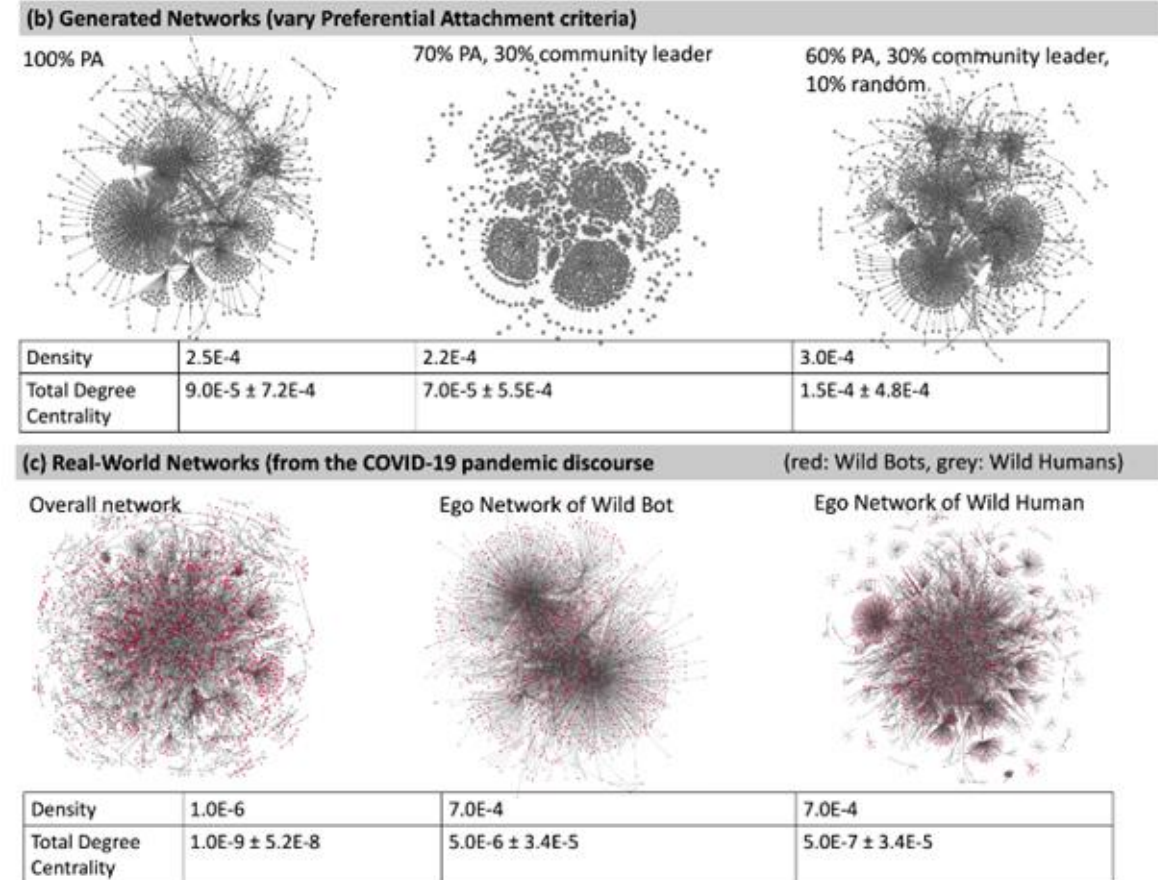 (b) Generated Networks (vary Preferential Attachment criteria)
100% PA
70% PA, 30% community leader
60% PA, 30% community leader,
10% random
Density 2.5E-4 2.2E-4 3.0E-4
Total Degree 9.0E-5 ± 7.2E-4 7.0E-5 ± 5.5E-4 1.5E-4 ± 4.8E-4
Centrality
(c) Real-World Networks (from the COVID-19 pandemic discourse (red: Wild Bots, grey: Wild Humans)
Overall network
Ego Network of Wild Bot
Ego Network of Wild Human
Density 1.0E-6 7.0E-4 7.0E-4
Total Degree 1.0E-9 ± 5.2E-8 5.0E-6 ± 3.4E-5 5.0E-7 ± 3.4E-5
Centrality